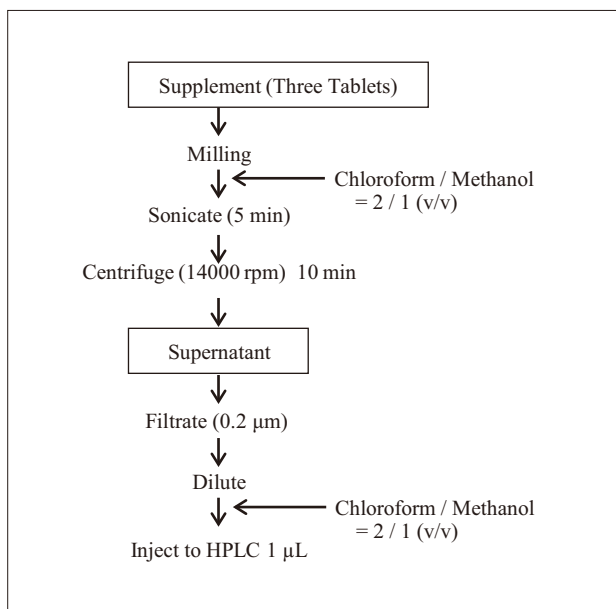 Supplement (Three Tablets)
Milling
Chloroform / Methanol
= 2 / 1 (v/v)
Sonicate (5 min)
Centrifuge (14000 rpm)  10 min
Supernatant
Filtrate (0.2 μm)
Dilute
Chloroform / Methanol
= 2 / 1 (v/v)
Inject to HPLC 1 μL